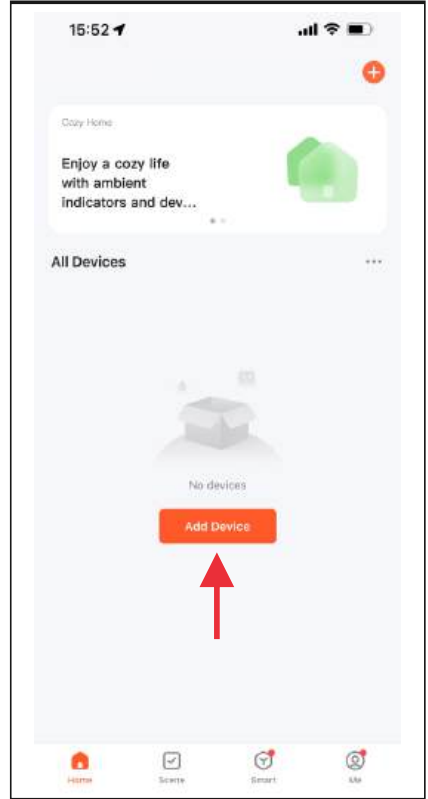 15:52
Cozy Home
Enjoy a cozy life
with ambient
indicators and dev...
All Devices
No devices
Add Device
Home
Scene
Smart
Me